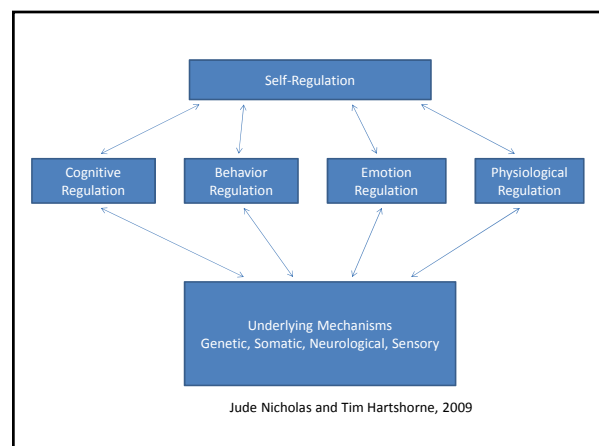 Self-Regulation
Cognitive
Regulation
Behavior
Regulation
Emotion
Regulation
Physiological
Regulation
Underlying Mechanisms
Genetic, Somatic, Neurological, Sensory
Jude Nicholas and Tim Hartshorne, 2009